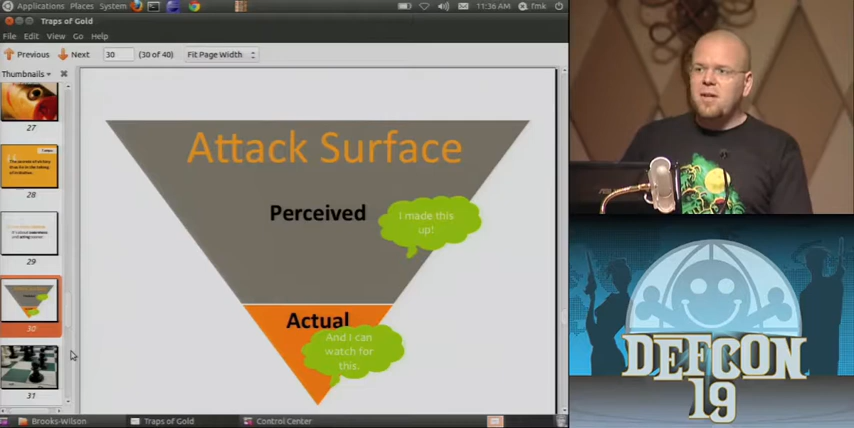 Applications Places System
11:36 AM fmk
Traps of Gold
File Edit View Go Help
Previous Next 30 (30 of 40) Fit Page Width
Thumbnails
27
28
29
30
31
Attack Surface
Perceived
I made this
up!
Actual
And I can
watch for
this.
Brooks-Wilson Traps of Gold Control Center
DEFCON
19